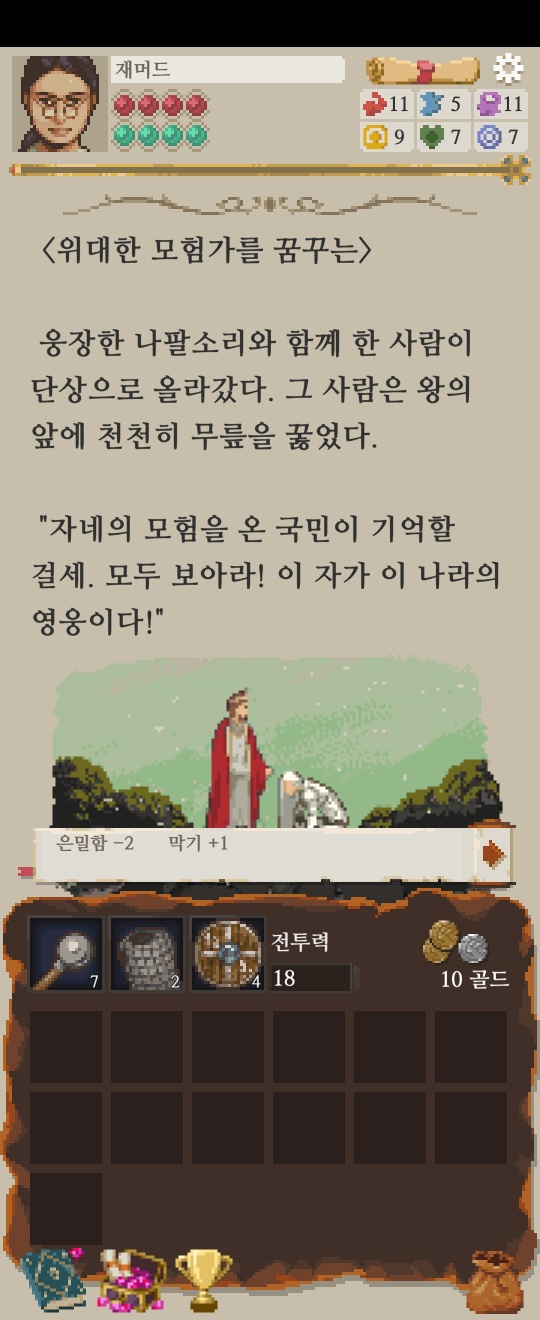 재머드
11 5 11
9 7 7
〈위대한 모험가를 꿈꾸는〉
웅장한 나팔소리와 함께 한 사람이
단상으로 올라갔다. 그 사람은 왕의
앞에 천천히 무릎을 꿇었다.
"자네의 모험을 온 국민이 기억할
걸세. 모두 보아라! 이 자가 이 나라의
영웅이다!"
은밀함 -2 막기 +1
7 2 4 전투력
18 10 골드